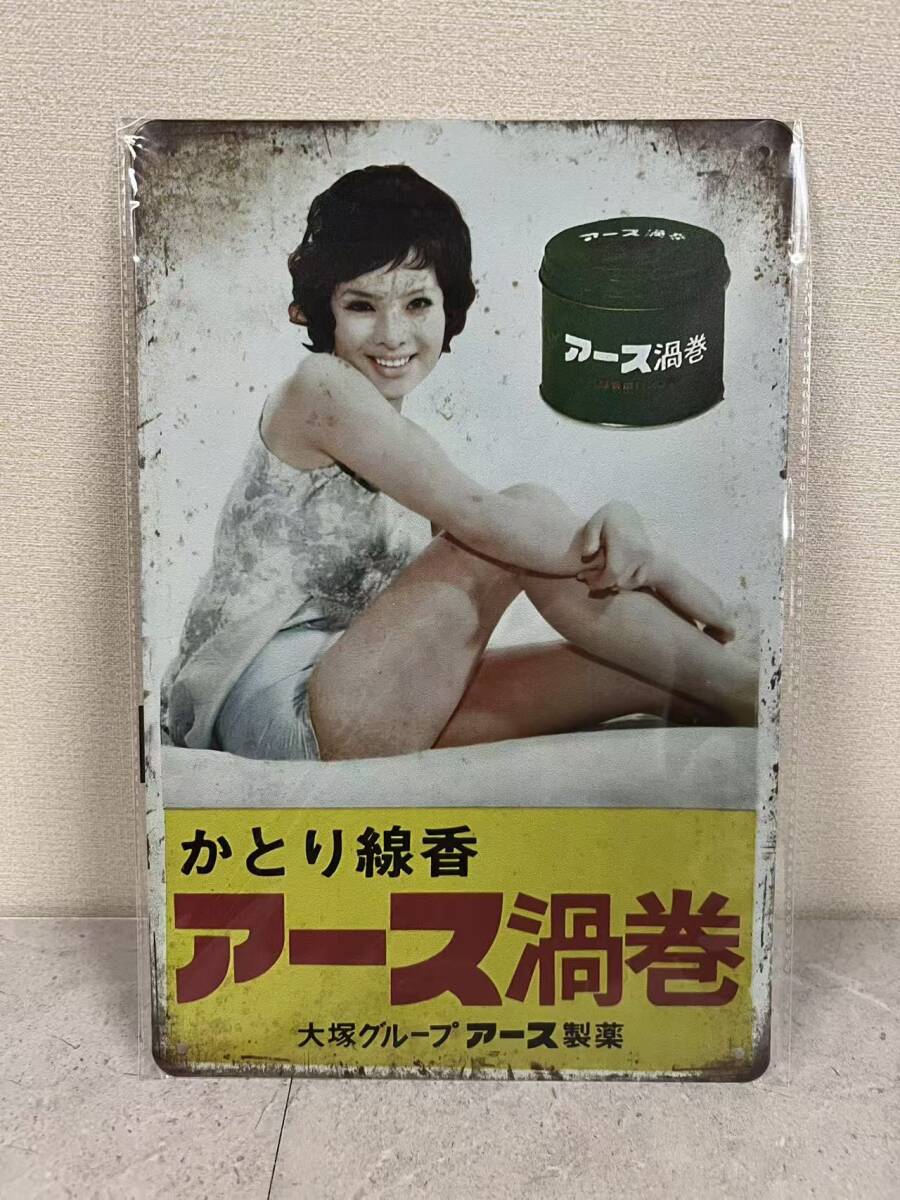 アース渦巻
アース渦巻
かとり線香
アース渦巻
大塚グループ アース製薬